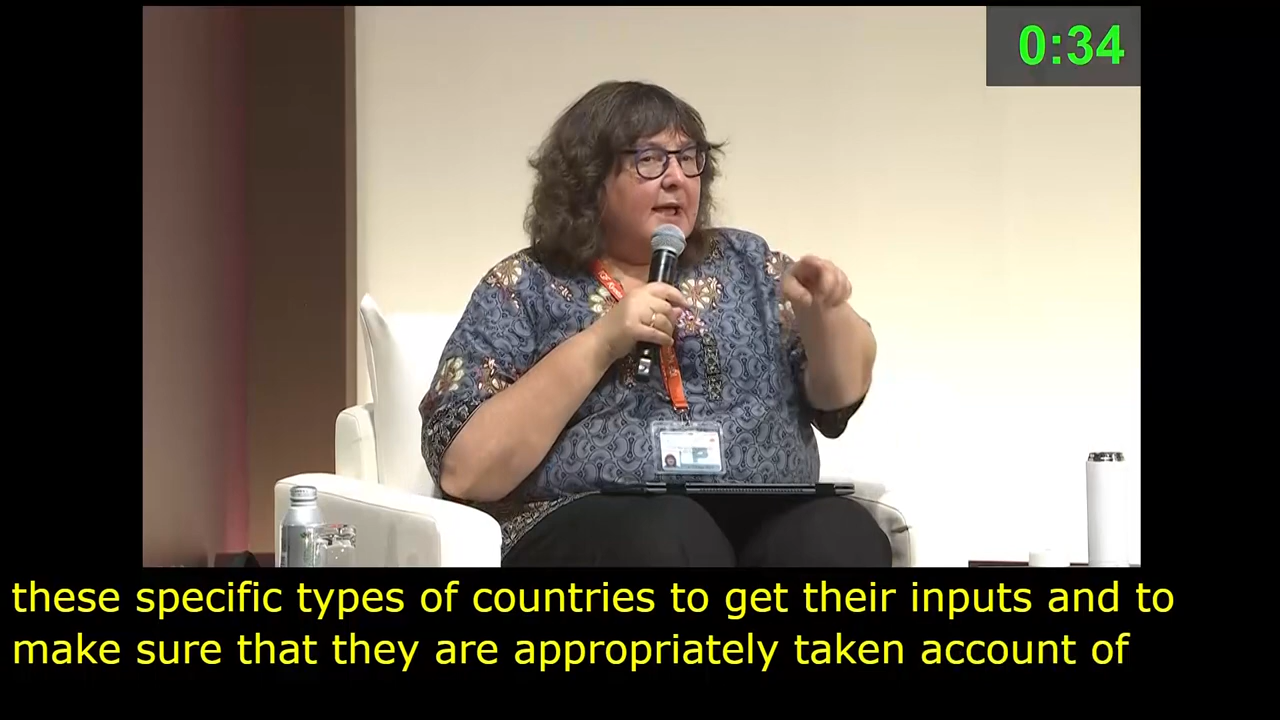 0:34
P
these specific types of countries to get their inputs and to
make sure that they are appropriately taken account of